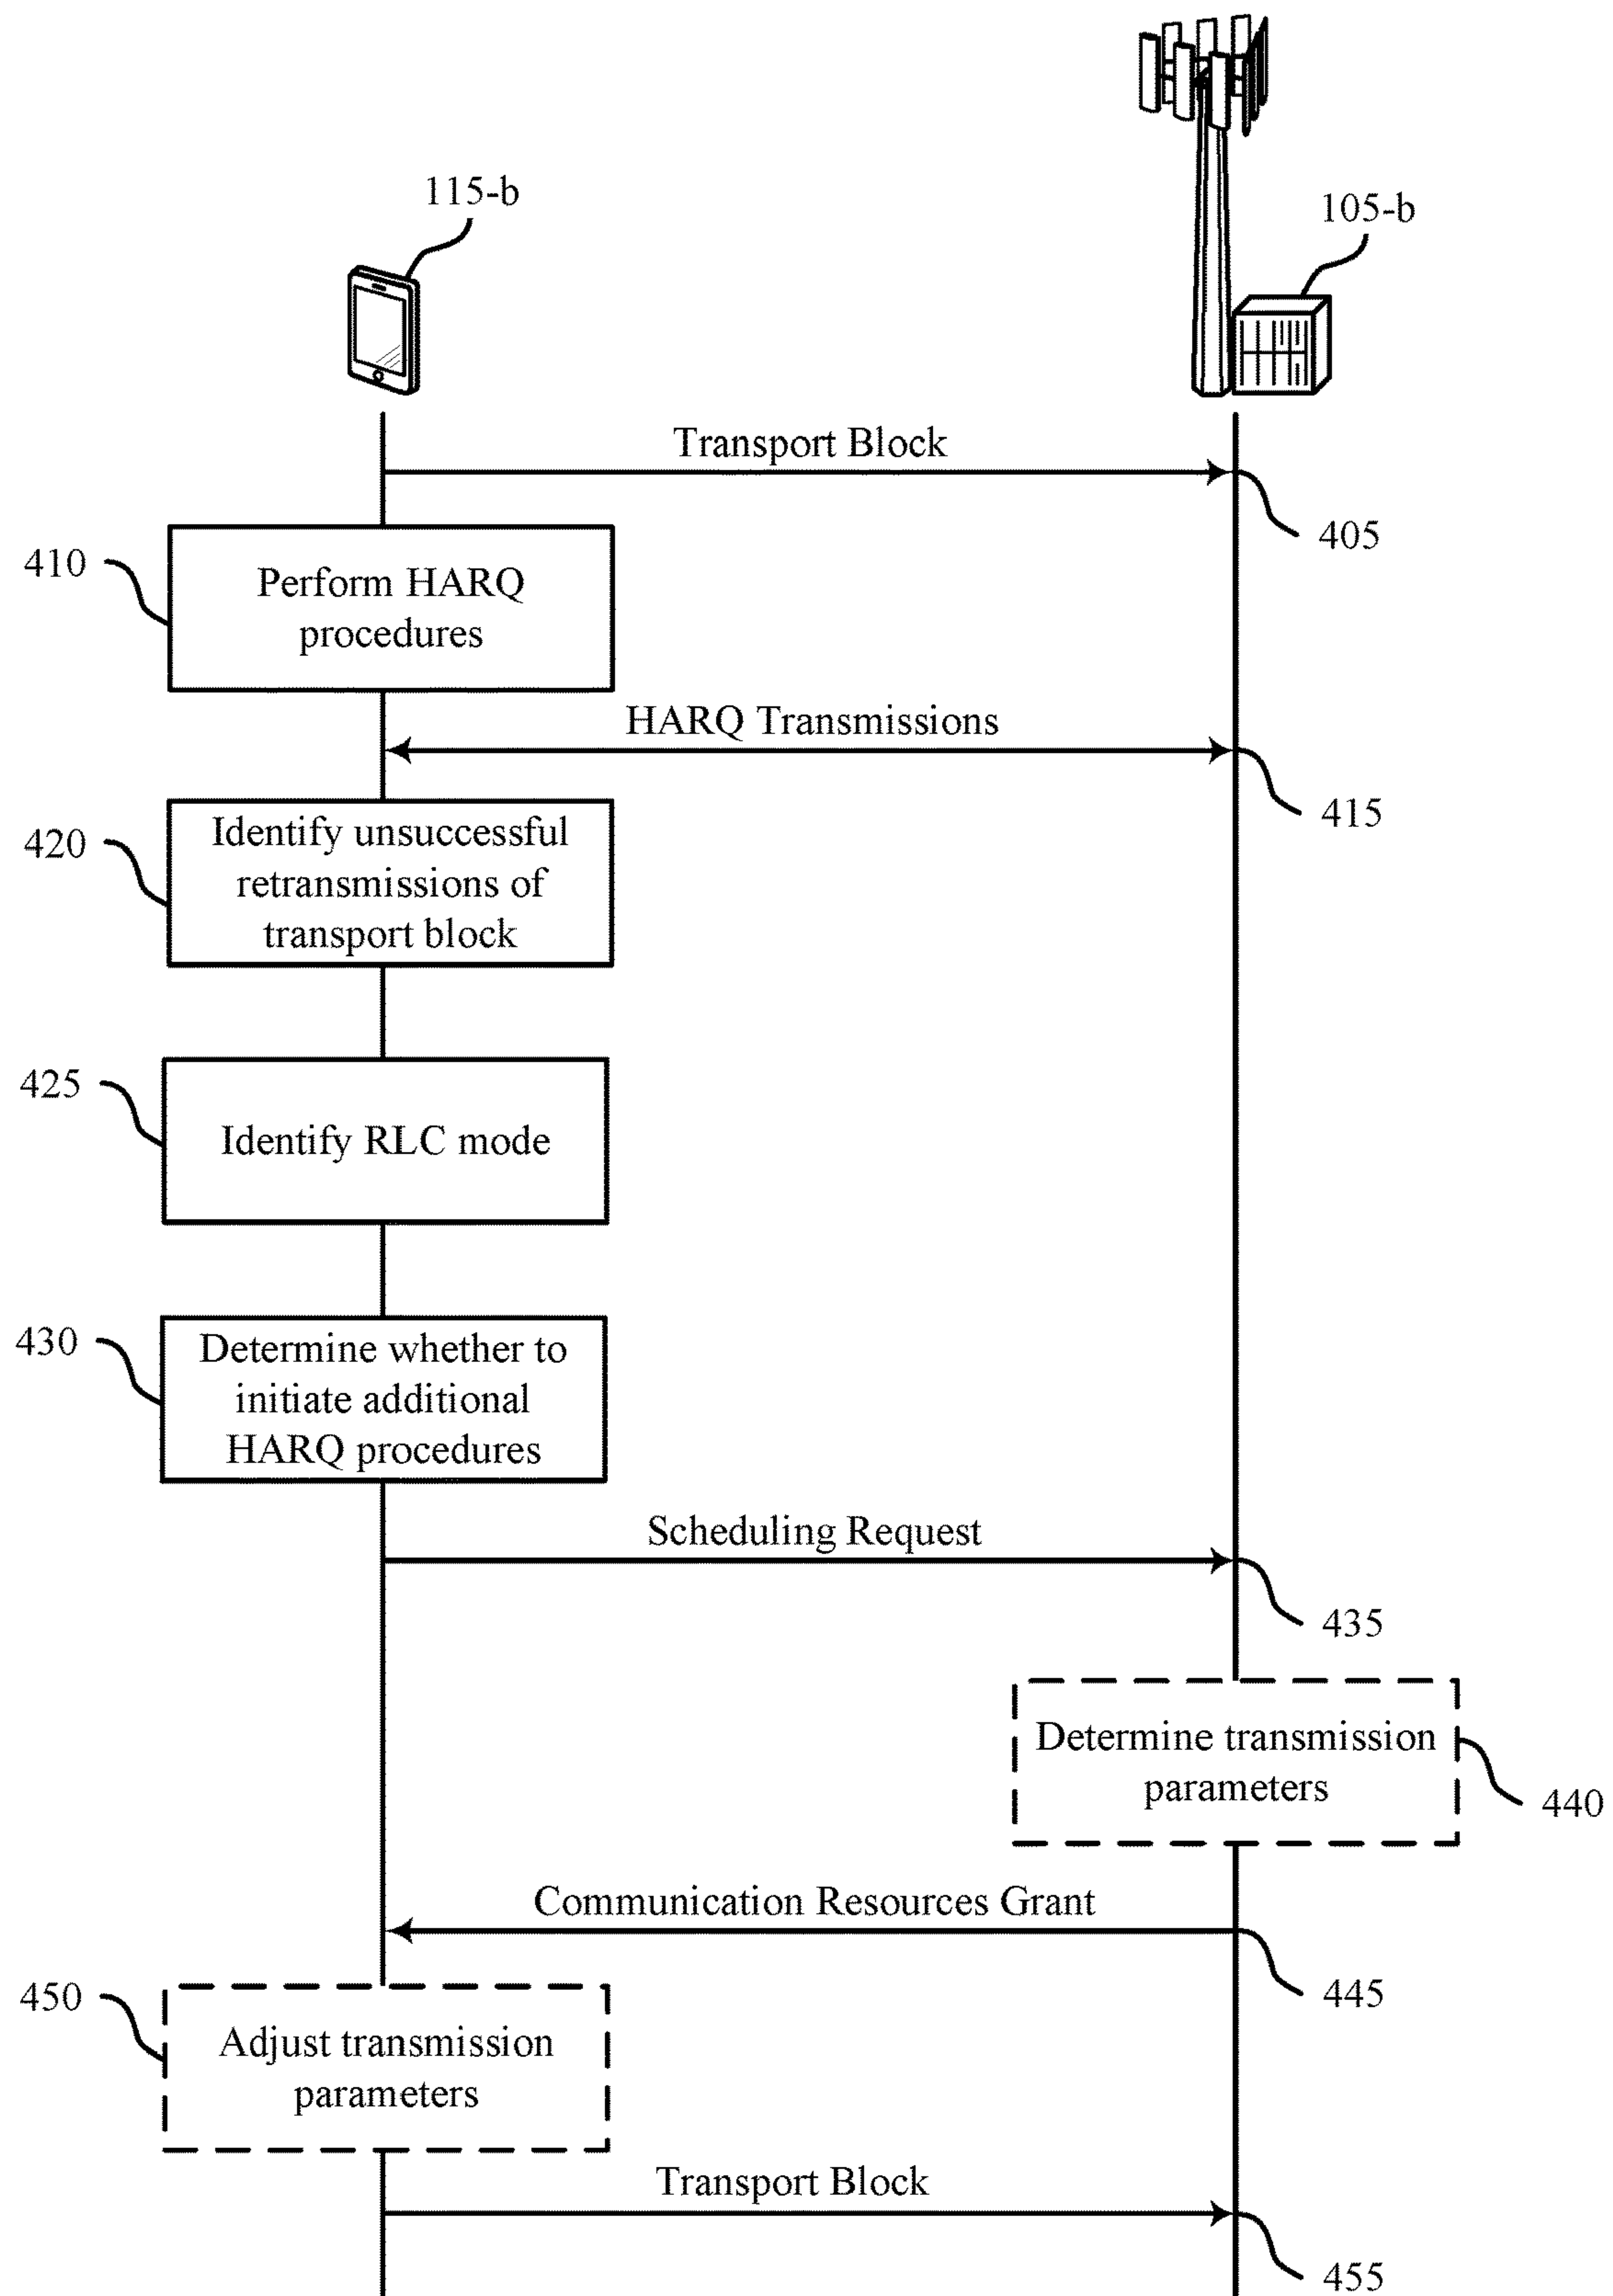 115-b
105-b
Transport Block
405
410
Perform HARQ
procedures
HARQ Transmissions
415
420
Identify unsuccessful
retransmissions of
transport block
425
Identify RLC mode
430
Determine whether to
initiate additional
HARQ procedures
Scheduling Request
435
Determine transmission
parameters
440
Communication Resources Grant
445
450
Adjust transmission
parameters
Transport Block
455